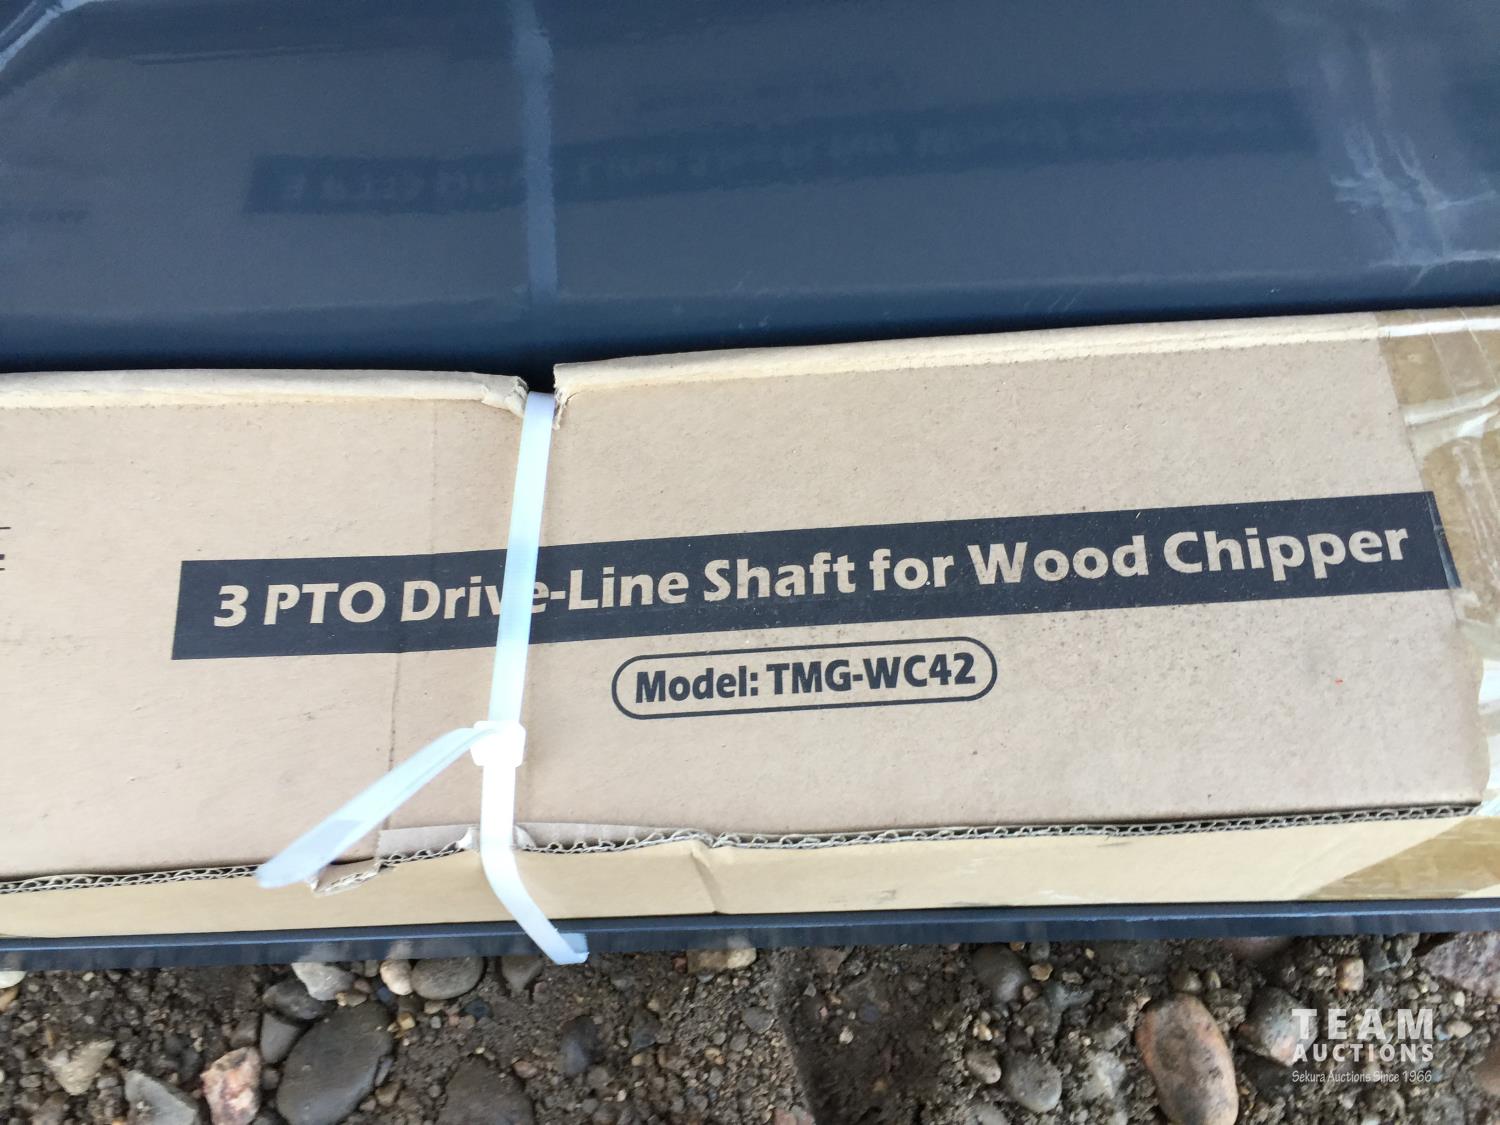 3 PTO Drive-Line Shaft for Wood Chipper
Model: TMG-WC42
TEAM
AUCTIONS
Sekura Auctions Since 1966